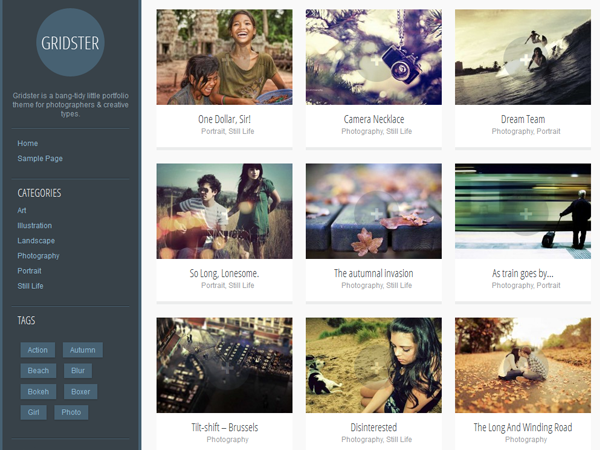 GRIDSTER
Gridster is a bang-tidy little portfolio
theme for photographers & creative
types.
Home
Sample Page
CATEGORIES
Art
Illustration
Landscape
Photography
Portrait
Still Life
TAGS
Action
Autumn
Beach
Blur
Bokeh
Boxer
Girl
Photo
One Dollar, Sir!
Portrait, Still Life
Camera Necklace
Photography, Still Life
Dream Team
Photography, Portrait
So Long, Lonesome.
Portrait, Still Life
The autumnal invasion
Photography, Still Life
As train goes by...
Photography, Portrait
Tilt-shift – Brussels
Photography
Disinterested
Photography, Still Life
The Long And Winding Road
Photography